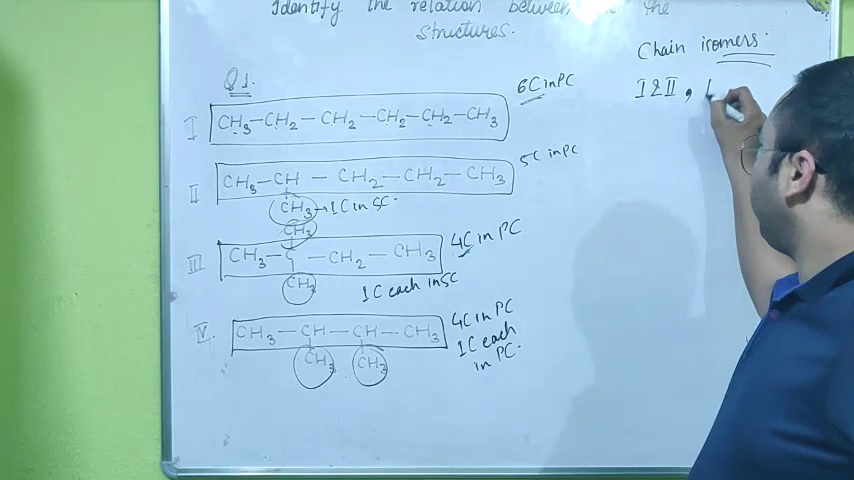 Identify the relation between the
structures.
Chain isomers.
I & II, I
Q1.
I CH3-CH2-CH2-CH2-CH2-CH3
6C in PC
II CH3-CH-CH2-CH2-CH3
5C in PC
CH3→1C in SC.
CH3
III CH3-C-CH2-CH3
4C in PC
CH3
1C each in SC
IV. CH3-CH-CH-CH3
4C in PC
CH3 CH3
1C each
in PC.